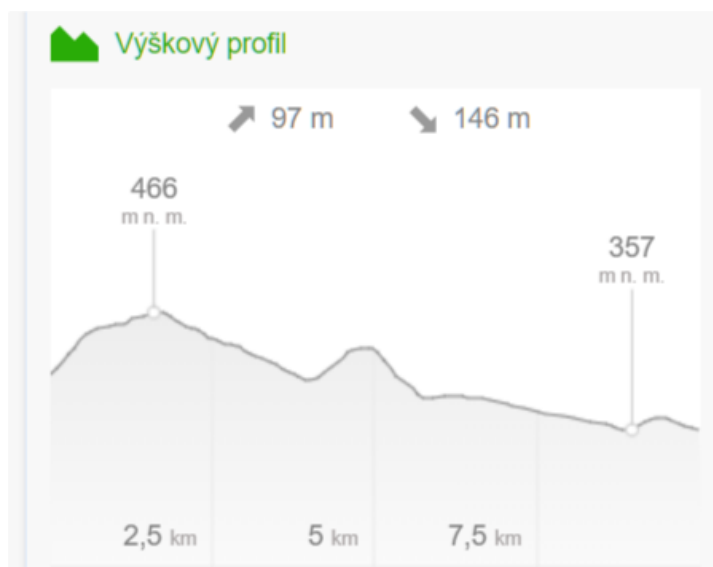 Výškový profil
97 m 146 m
466
m n. m.
357
m n. m.
2,5 km 5 km 7,5 km